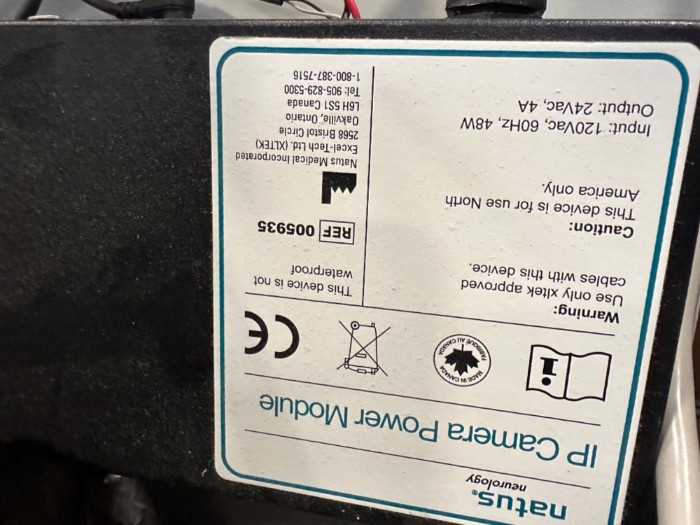 natus®
neurology
IP Camera Power Module
MADE IN CANADA
FABRIQUÉ AU CANADA
Warning:
Use only xltek approved
cables with this device.
Caution:
This device is for use North
America only.
Input: 120Vac, 60Hz, 48W
Output: 24Vac, 4A
This device is not
waterproof
REF 005935
Natus Medical Incorporated
Excel-Tech Ltd. (XLTEK)
2568 Bristol Circle
Oakville, Ontario
L6H 5S1 Canada
Tel: 905-829-5300
1-800-387-7516